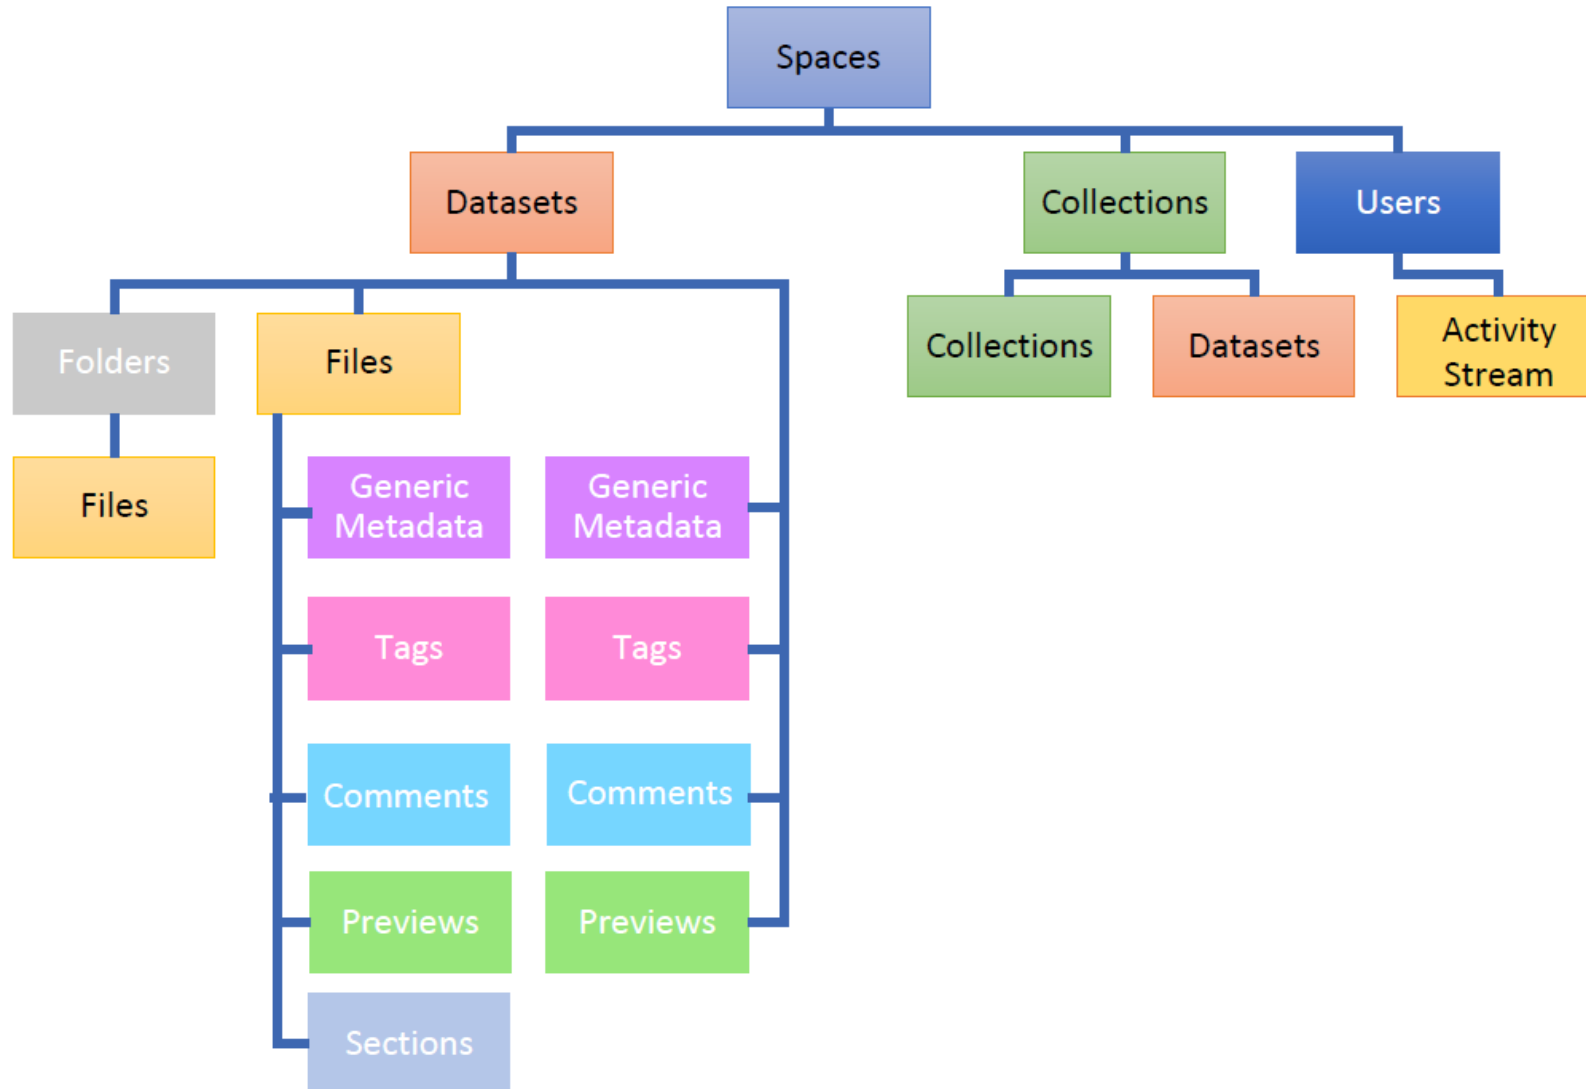 Spaces
Datasets
Collections
Users
Folders
Files
Collections
Datasets
Activity
Stream
Files
Generic
Metadata
Generic
Metadata
Tags
Tags
Comments
Comments
Previews
Previews
Sections